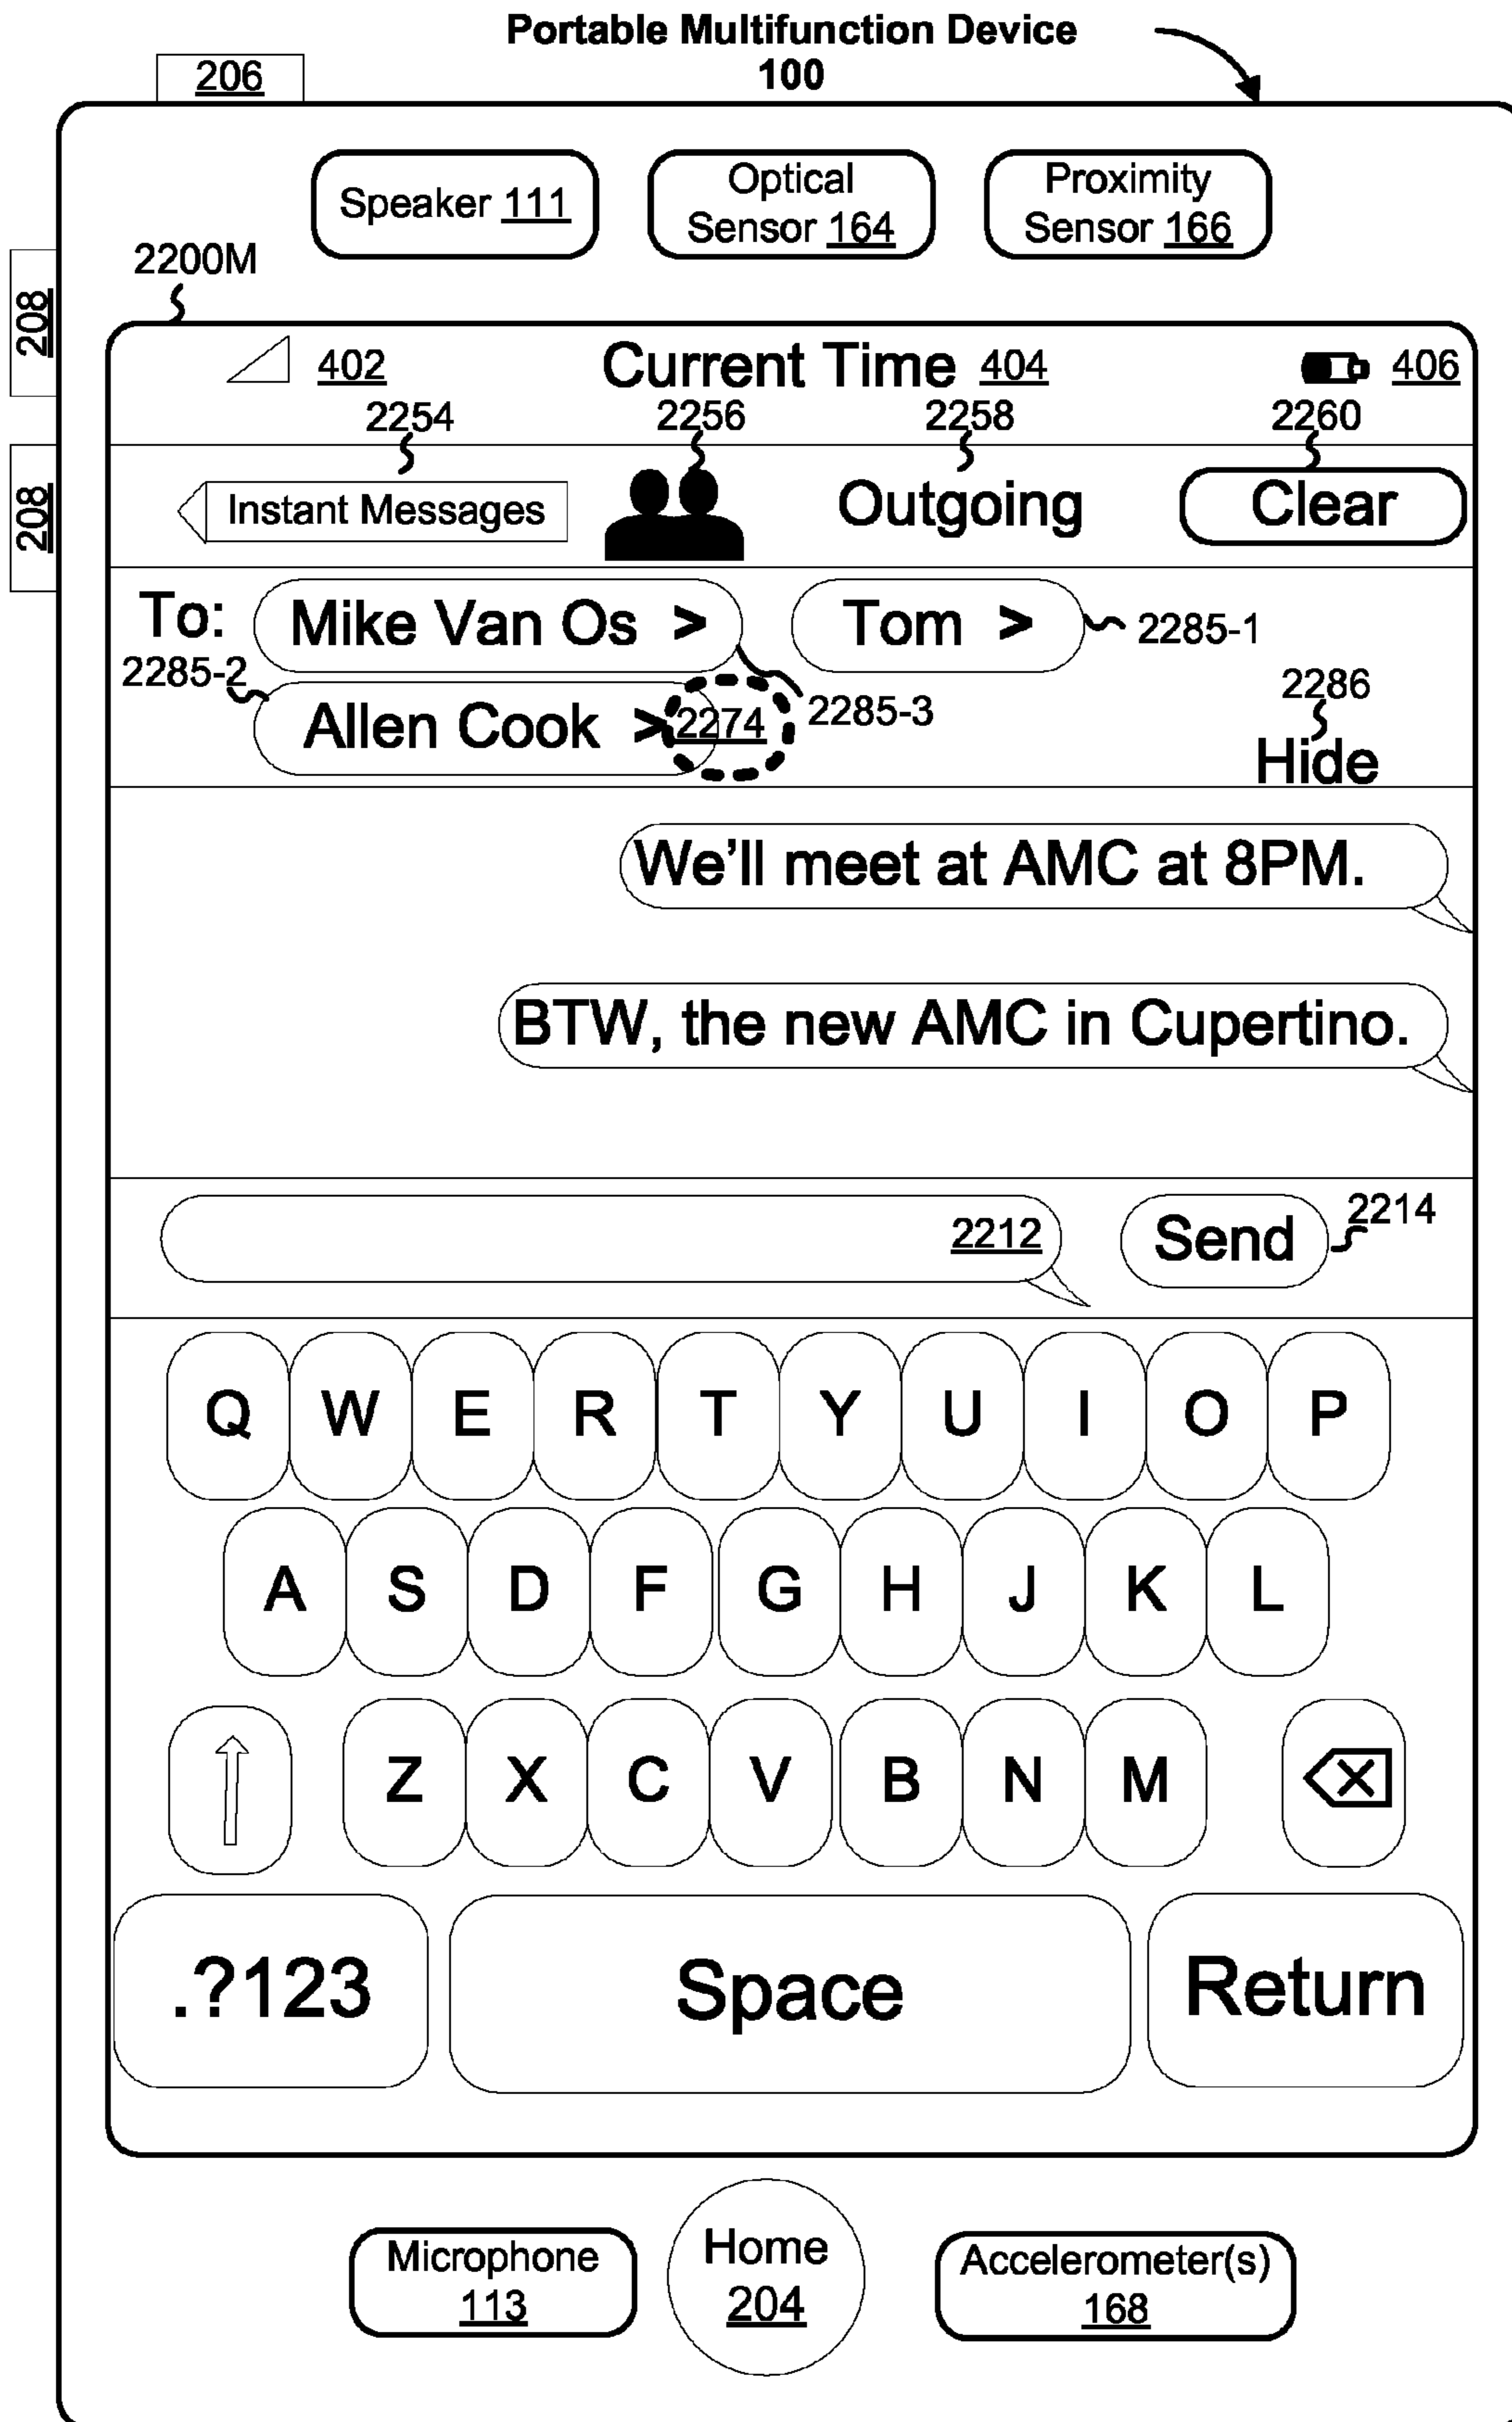 Portable Multifunction Device
100
206
Speaker 111
Optical
Sensor 164
Proximity
Sensor 166
2200M
208
402
Current Time 404
406
2254
2256
2258
2260
208
Instant Messages
Outgoing
Clear
To:
Mike Van Os >
Tom >
2285-1
2285-2
2285-3
2286
Allen Cook >
2274
Hide
We'll meet at AMC at 8PM.
BTW, the new AMC in Cupertino.
2212
Send
2214
Q W E R T Y U I O P
A S D F G H J K L
Z X C V B N M
.?123
Space
Return
Microphone
113
Home
204
Accelerometer(s)
168